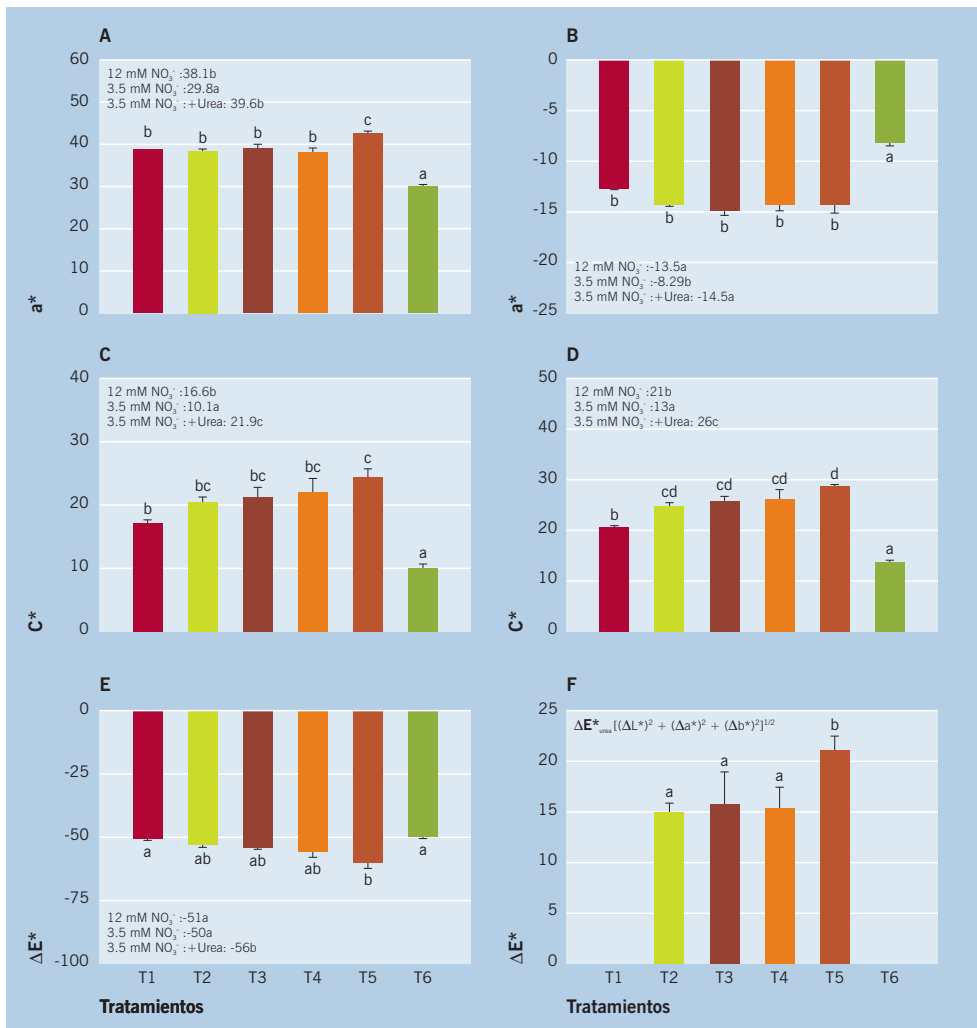 A
60
50
40
30
20
10
0
a*
12 mM NO₃⁻ :38.1b
3.5 mM NO₃⁻ :29.8a
3.5 mM NO₃⁻ :+Urea: 39.6b
b b b b c a
B
0
-5
-10
-15
-20
-25
a*
b b b b b a
12 mM NO₃⁻ :-13.5a
3.5 mM NO₃⁻ :-8.29b
3.5 mM NO₃⁻ :+Urea: -14.5a
C
40
30
20
10
0
C*
12 mM NO₃⁻ :16.6b
3.5 mM NO₃⁻ :10.1a
3.5 mM NO₃⁻ :+Urea: 21.9c
b bc bc bc c a
D
50
40
30
20
10
0
C*
12 mM NO₃⁻ :21b
3.5 mM NO₃⁻ :13a
3.5 mM NO₃⁻ :+Urea: 26c
b cd cd cd d a
E
0
-25
-50
-75
-100
ΔE*
a ab ab ab b a
12 mM NO₃⁻ :-51a
3.5 mM NO₃⁻ :-50a
3.5 mM NO₃⁻ :+Urea: -56b
T1 T2 T3 T4 T5 T6
Tratamientos
F
25
20
15
10
5
0
ΔE*
ΔE*urea [(ΔL*)² + (Δa*)² + (Δb*)²]¹/²
a a a b
T1 T2 T3 T4 T5 T6
Tratamientos